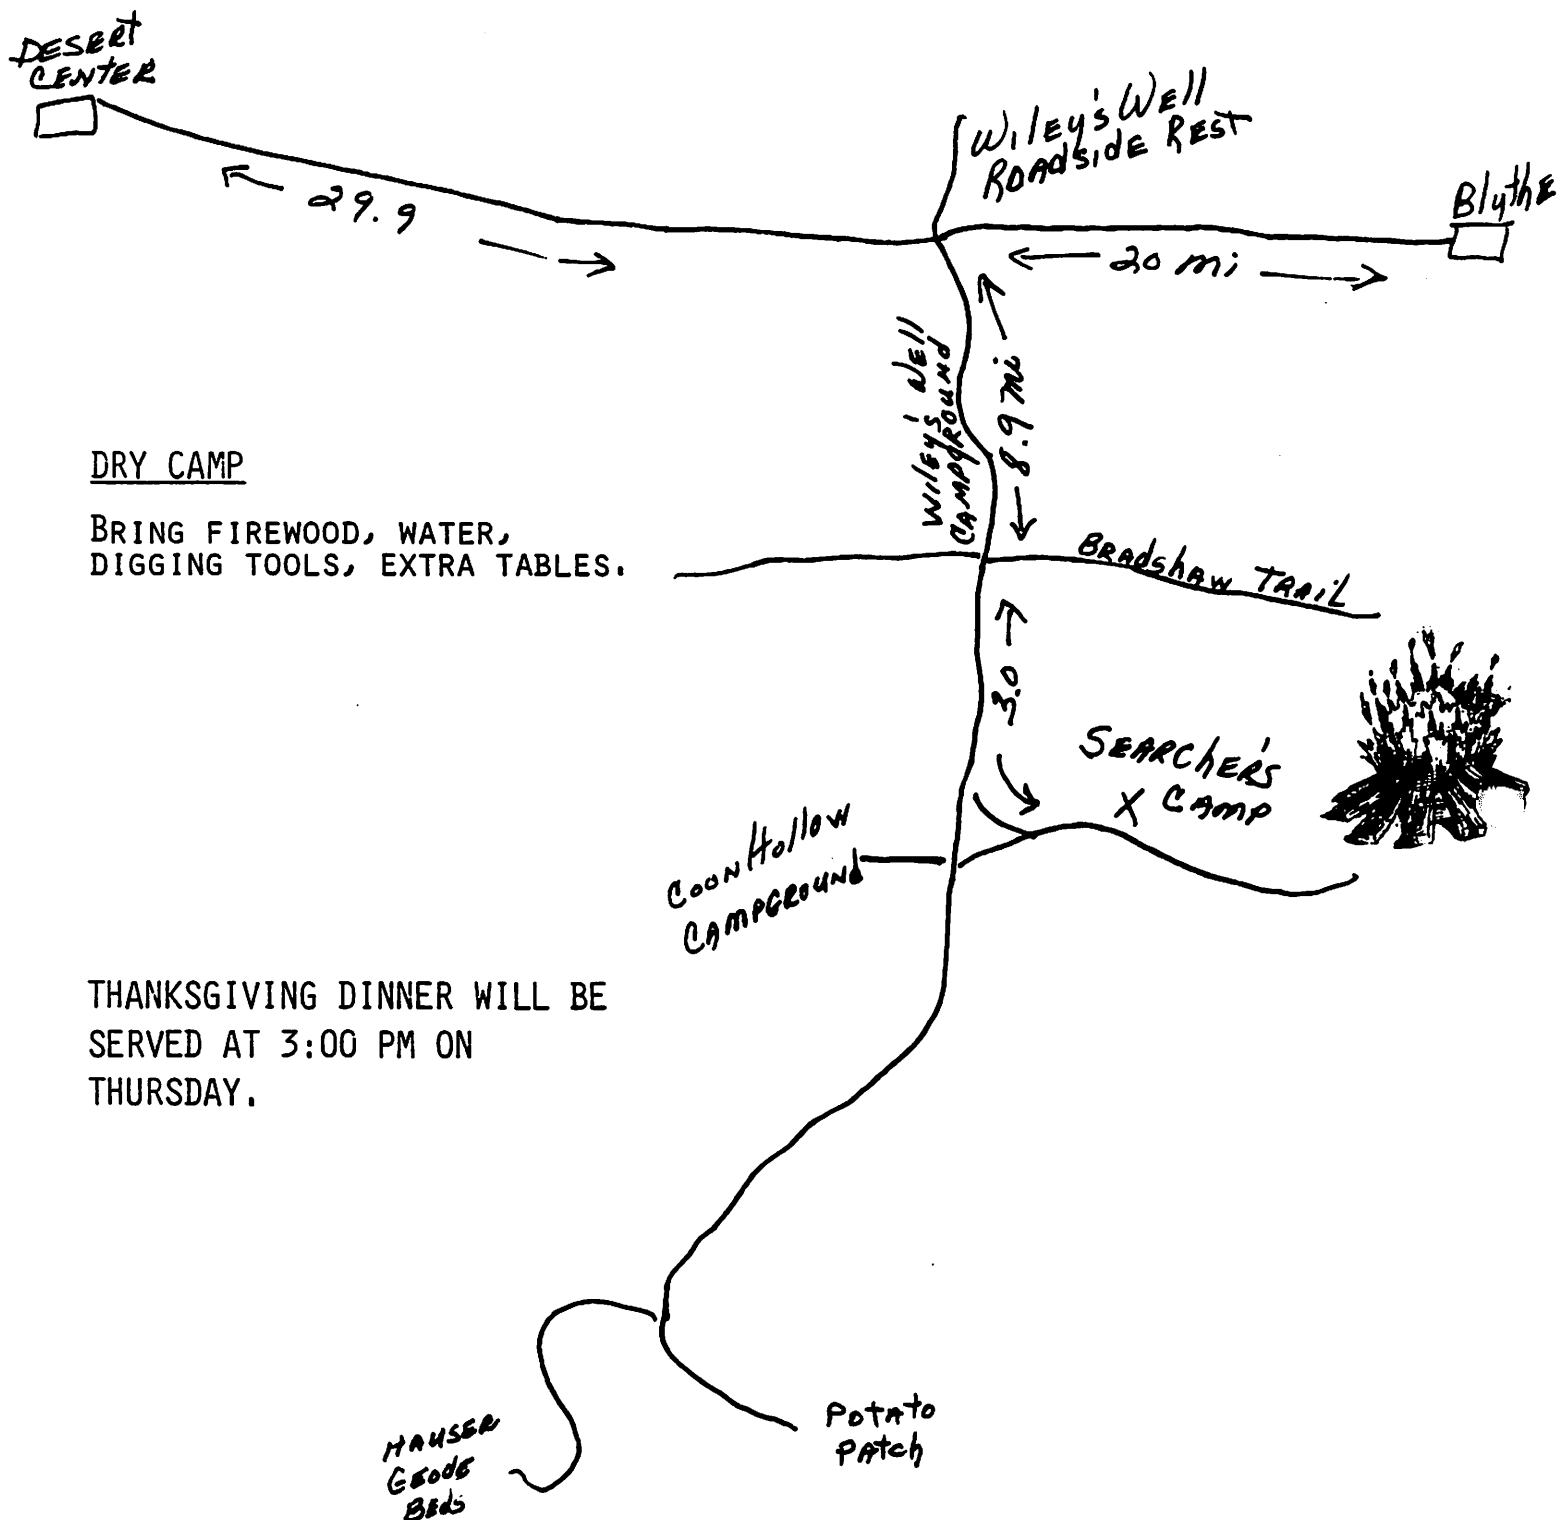 DESERT
CENTER
Wiley's Well
Roadside Rest
Blythe
29.9
20 mi
Wiley's Well
Campground
8.9 mi
DRY CAMP
BRING FIREWOOD, WATER,
DIGGING TOOLS, EXTRA TABLES.
Bradshaw Trail
3.0
Searcher's
X Camp
Coon Hollow
Campground
THANKSGIVING DINNER WILL BE
SERVED AT 3:00 PM ON
THURSDAY.
Potato
Patch
Hauser
Geode
Beds